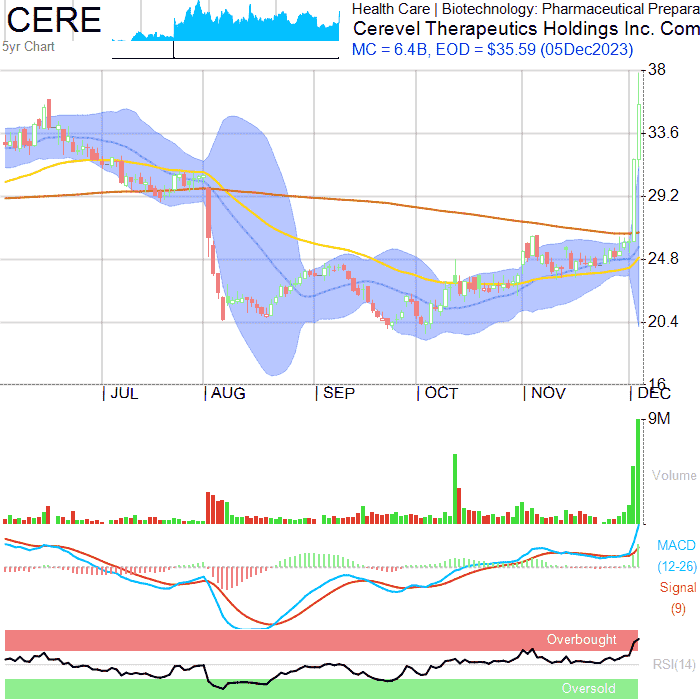 CERE
5yr Chart
Health Care | Biotechnology: Pharmaceutical Prepara
Cerevel Therapeutics Holdings Inc. Com
MC = 6.4B, EOD = $35.59 (05Dec2023)
38
33.6
29.2
24.8
20.4
16
JUL
AUG
SEP
OCT
NOV
DEC
9M
Volume
MACD
(12-26)
Signal
(9)
Overbought
RSI(14)
Oversold